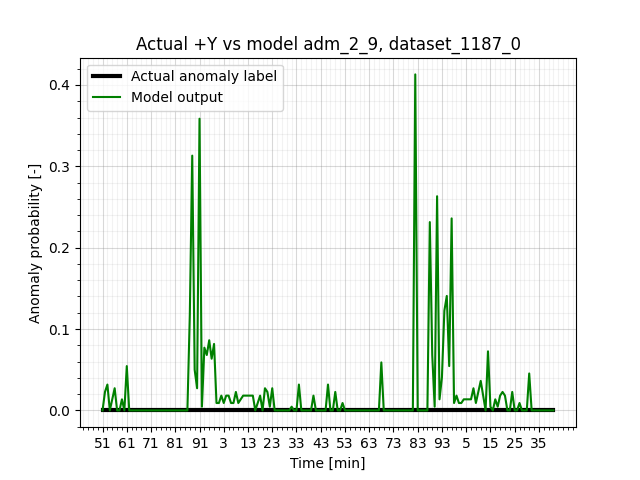 Actual +Y vs model adm_2_9, dataset_1187_0
Actual anomaly label
Model output
Anomaly probability [-]
0.4
0.3
0.2
0.1
0.0
51 61 71 81 91 3 13 23 33 43 53 63 73 83 93 5 15 25 35
Time [min]